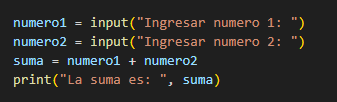 numero1 = input("Ingresar numero 1: ")
numero2 = input("Ingresar numero 2: ")
suma = numero1 + numero2
print("La suma es: ", suma)